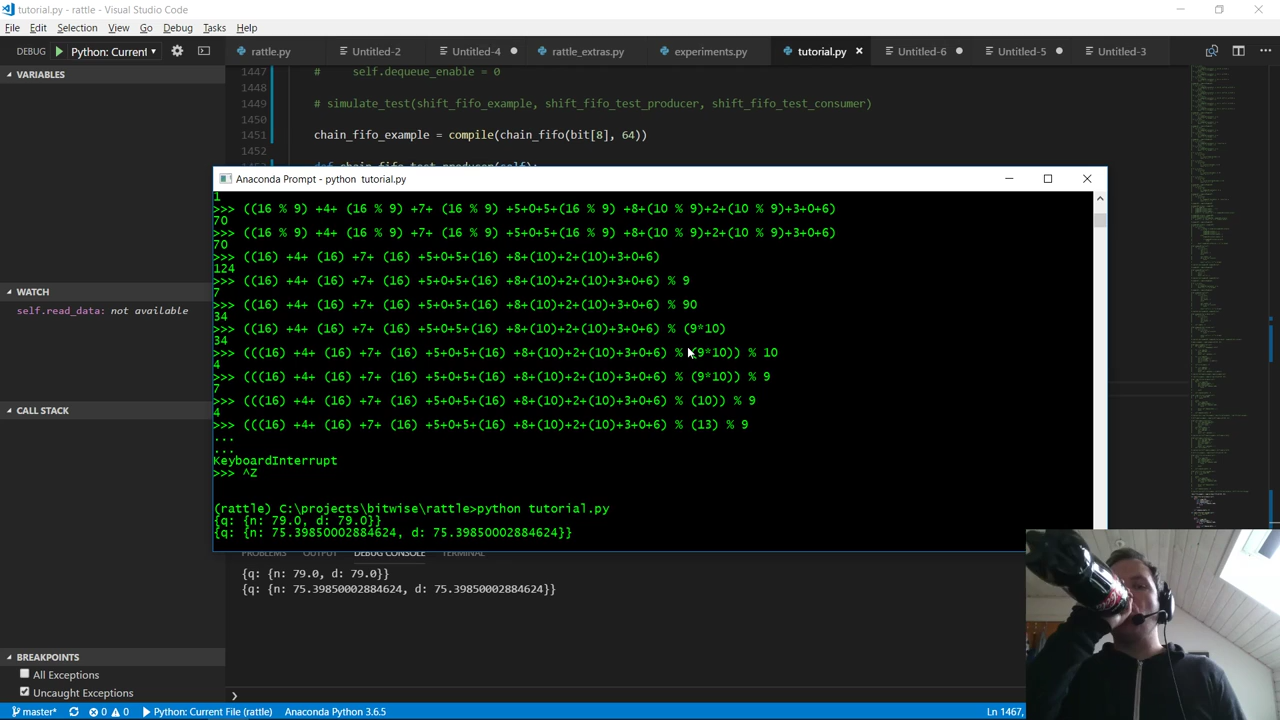 tutorial.py - rattle - Visual Studio Code
File Edit Selection View Go Debug Tasks
DEBUG Python: Current
rattle.py Untitled-2 Untitled-4 rattle_extras.py experiments.py tutorial.py Untitled-6 Untitled-5 Untitled-3
VARIABLES
1447 # self.dequeue_enable = 0
1448
1449 # simulate_test(shift_fifo_example, shift_fifo_test_producer, shift_fifo_test_consumer)
1450
1451 chain_fifo_example = compile(chain_fifo(bit[8], 64))
def chain_fifo_test_producer(self):
Anaconda Prompt - python tutorial.py
1
>>> ((16 % 9) +4+ (16 % 9) +7+ (16 % 9) +5+0+5+(16 % 9) +8+(10 % 9)+2+(10 % 9)+3+0+6)
70
>>> ((16 % 9) +4+ (16 % 9) +7+ (16 % 9) +5+0+5+(16 % 9) +8+(10 % 9)+2+(10 % 9)+3+0+6)
70
>>> ((16) +4+ (16) +7+ (16) +5+0+5+(16) +8+(10)+2+(10)+3+0+6)
124
>>> ((16) +4+ (16) +7+ (16) +5+0+5+(16) +8+(10)+2+(10)+3+0+6) % 9
7
>>> ((16) +4+ (16) +7+ (16) +5+0+5+(16) +8+(10)+2+(10)+3+0+6) % 90
34
>>> ((16) +4+ (16) +7+ (16) +5+0+5+(16) +8+(10)+2+(10)+3+0+6) % (9*10)
34
>>> (((16) +4+ (16) +7+ (16) +5+0+5+(16) +8+(10)+2+(10)+3+0+6) % (9*10)) % 10
4
>>> (((16) +4+ (16) +7+ (16) +5+0+5+(16) +8+(10)+2+(10)+3+0+6) % (9*10)) % 9
7
>>> (((16) +4+ (16) +7+ (16) +5+0+5+(16) +8+(10)+2+(10)+3+0+6) % (10)) % 9
4
>>> (((16) +4+ (16) +7+ (16) +5+0+5+(16) +8+(10)+2+(10)+3+0+6) % (13) % 9
...
...
KeyboardInterrupt
>>> ^Z
(rattle) C:\projects\bitwise\rattle>python tutorial.py
{q: {n: 79.0, d: 79.0}}
{q: {n: 75.39850002884624, d: 75.39850002884624}}
WATCH
self.read_data: not available
CALL STACK
PROBLEMS OUTPUT DEBUG CONSOLE TERMINAL
{q: {n: 79.0, d: 79.0}}
{q: {n: 75.39850002884624, d: 75.39850002884624}}
BREAKPOINTS
All Exceptions
Uncaught Exceptions
master* 0 0 Python: Current File (rattle) Anaconda Python 3.6.5 Ln 1467,